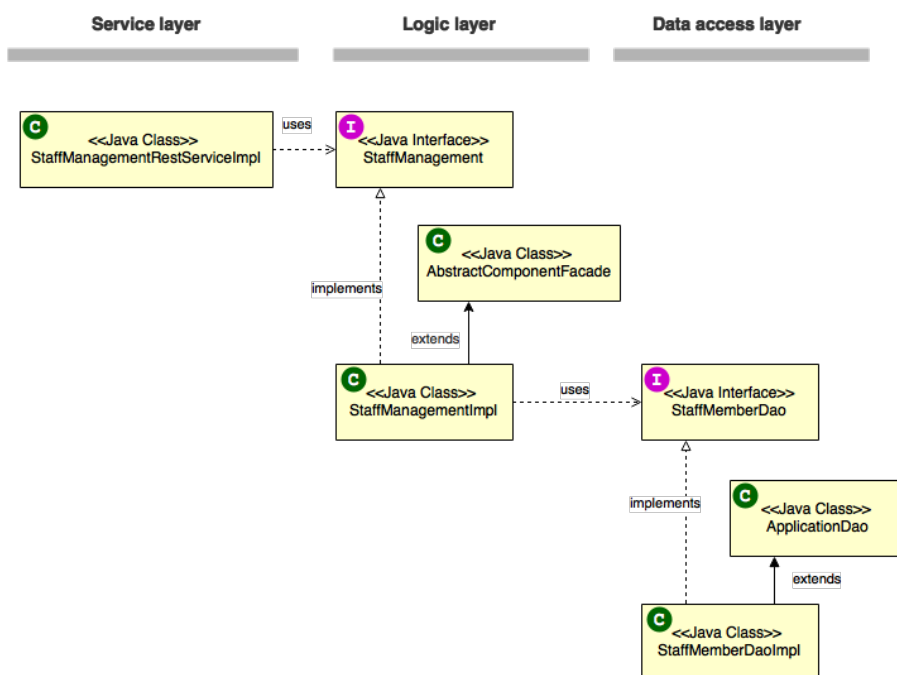 Service layer
Logic layer
Data access layer
C
<<Java Class>>
StaffManagementRestServiceImpl
uses
I
<<Java Interface>>
StaffManagement
C
<<Java Class>>
AbstractComponentFacade
implements
extends
C
<<Java Class>>
StaffManagementImpl
uses
I
<<Java Interface>>
StaffMemberDao
C
<<Java Class>>
ApplicationDao
implements
extends
C
<<Java Class>>
StaffMemberDaoImpl